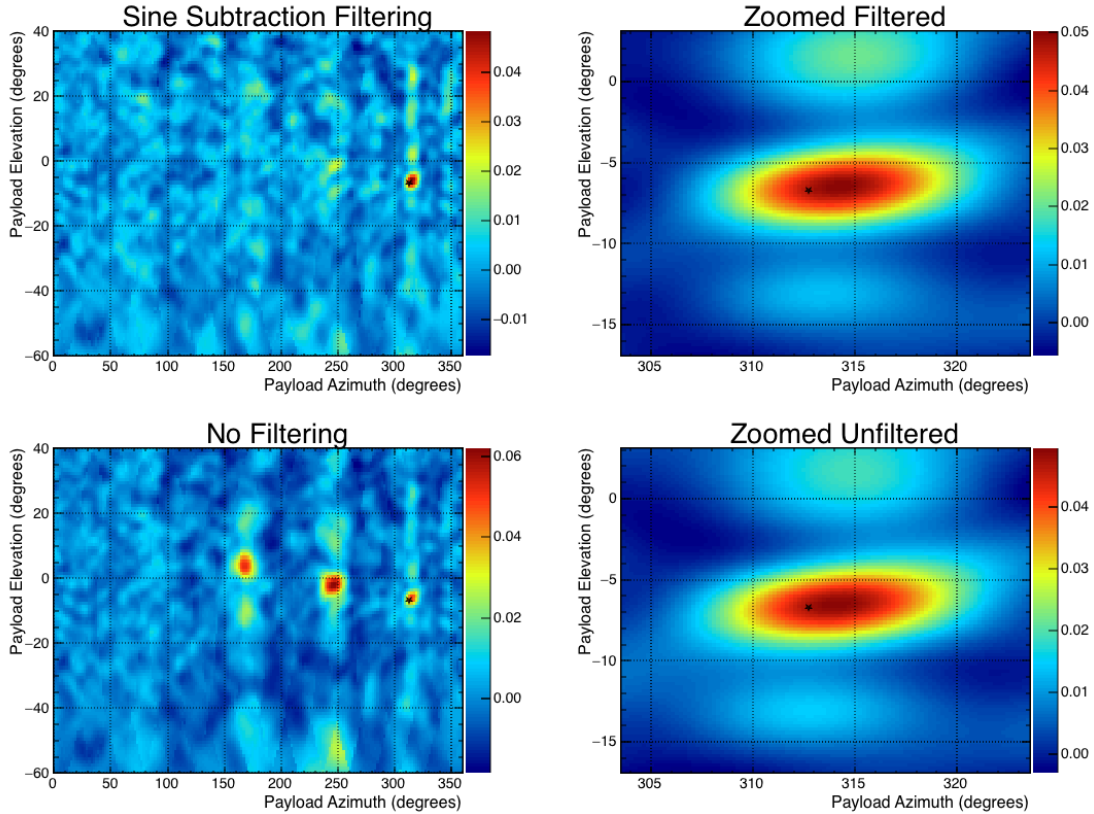 Sine Subtraction Filtering
Payload Elevation (degrees)
40
20
0
−20
−40
−60
0 50 100 150 200 250 300 350
Payload Azimuth (degrees)
0.04
0.03
0.02
0.01
0.00
−0.01
Zoomed Filtered
Payload Elevation (degrees)
0
−5
−10
−15
305 310 315 320
Payload Azimuth (degrees)
0.05
0.04
0.03
0.02
0.01
0.00
No Filtering
Payload Elevation (degrees)
40
20
0
−20
−40
−60
0 50 100 150 200 250 300 350
Payload Azimuth (degrees)
0.06
0.04
0.02
0.00
Zoomed Unfiltered
Payload Elevation (degrees)
0
−5
−10
−15
305 310 315 320
Payload Azimuth (degrees)
0.04
0.03
0.02
0.01
0.00